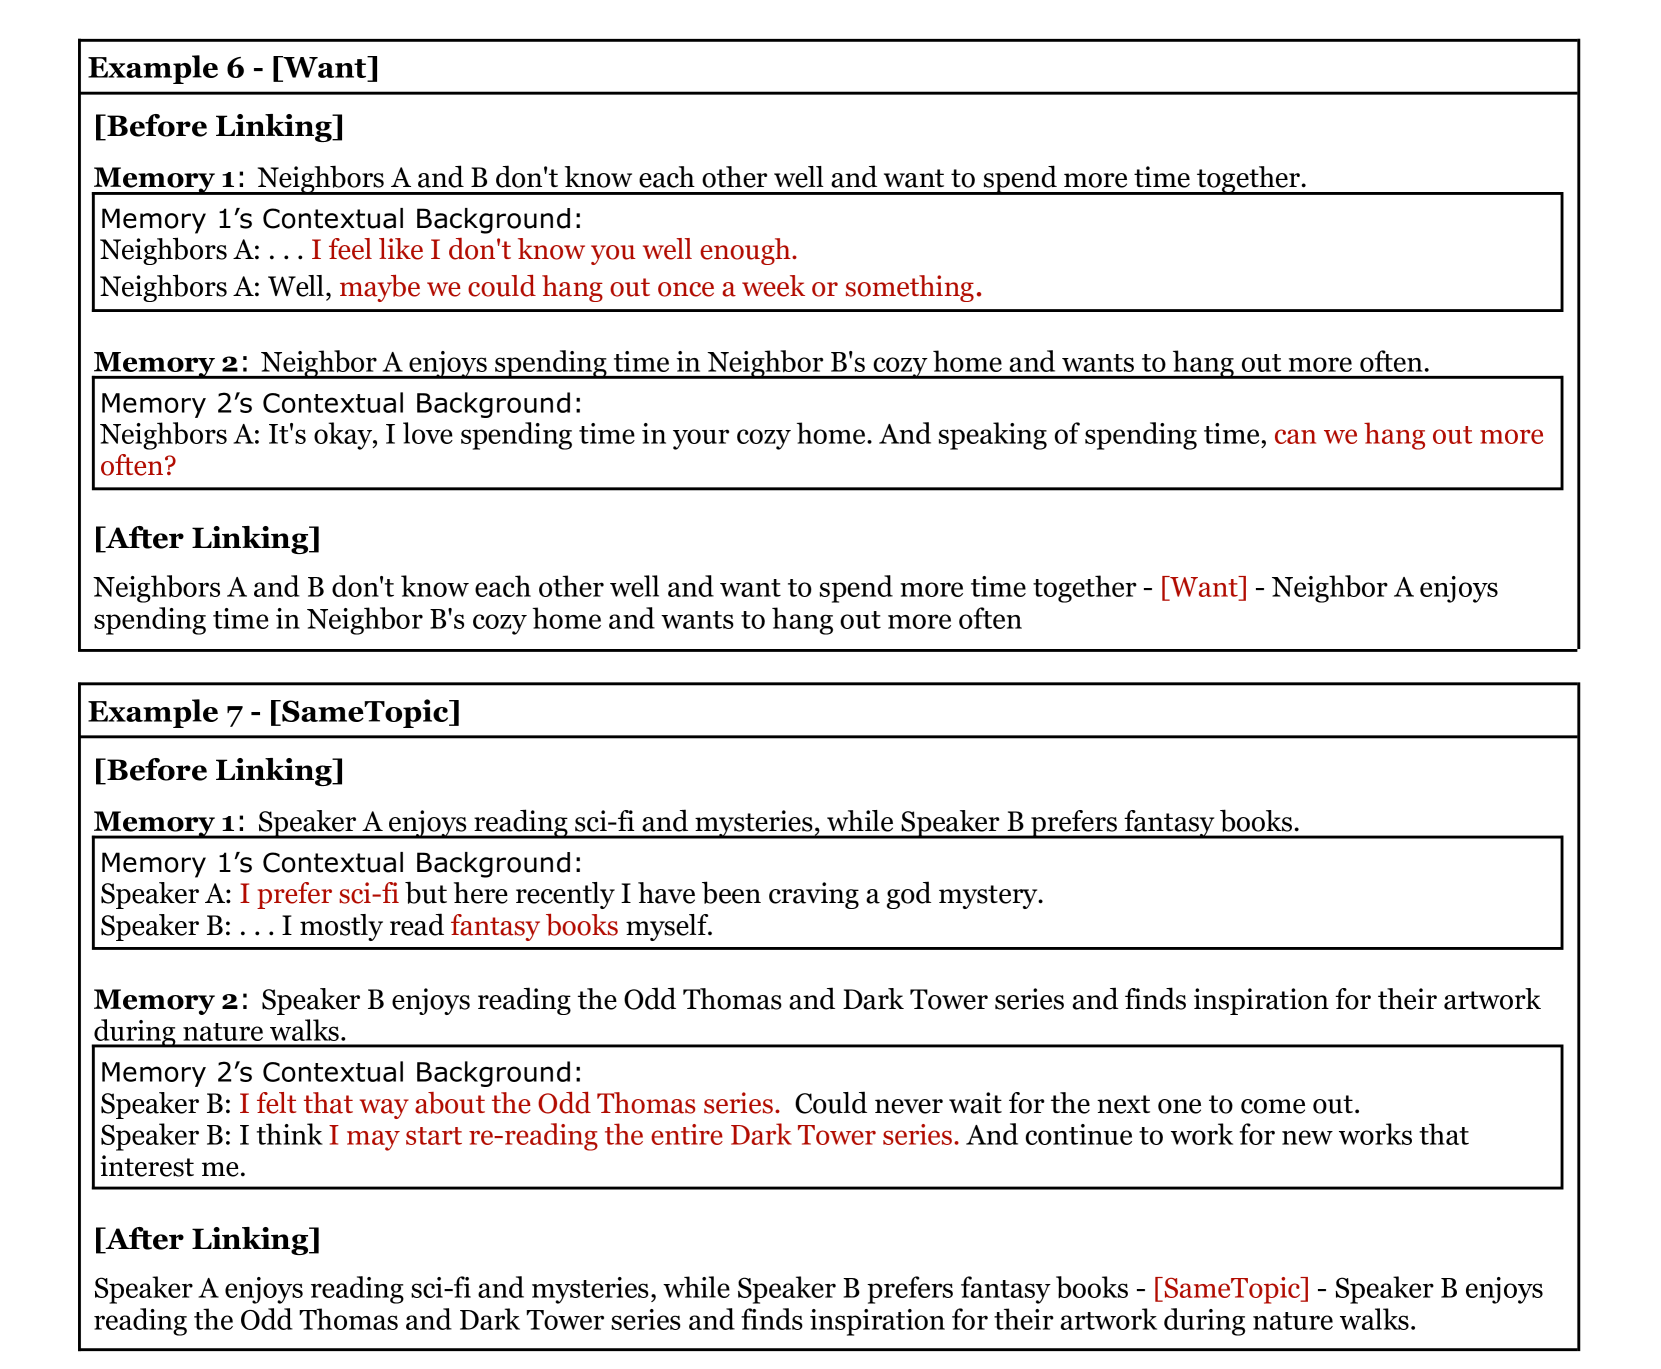 Example 6 - [Want]
[Before Linking]
Memory 1: Neighbors A and B don't know each other well and want to spend more time together.
Memory 1’s Contextual Background:
Neighbors A: . . . I feel like I don't know you well enough.
Neighbors A: Well, maybe we could hang out once a week or something.
Memory 2: Neighbor A enjoys spending time in Neighbor B's cozy home and wants to hang out more often.
Memory 2’s Contextual Background:
Neighbors A: It's okay, I love spending time in your cozy home. And speaking of spending time, can we hang out more
often?
[After Linking]
Neighbors A and B don't know each other well and want to spend more time together - [Want] - Neighbor A enjoys
spending time in Neighbor B's cozy home and wants to hang out more often
Example 7 - [SameTopic]
[Before Linking]
Memory 1: Speaker A enjoys reading sci-fi and mysteries, while Speaker B prefers fantasy books.
Memory 1’s Contextual Background:
Speaker A: I prefer sci-fi but here recently I have been craving a god mystery.
Speaker B: . . . I mostly read fantasy books myself.
Memory 2: Speaker B enjoys reading the Odd Thomas and Dark Tower series and finds inspiration for their artwork
during nature walks.
Memory 2’s Contextual Background:
Speaker B: I felt that way about the Odd Thomas series.  Could never wait for the next one to come out.
Speaker B: I think I may start re-reading the entire Dark Tower series. And continue to work for new works that
interest me.
[After Linking]
Speaker A enjoys reading sci-fi and mysteries, while Speaker B prefers fantasy books - [SameTopic] - Speaker B enjoys
reading the Odd Thomas and Dark Tower series and finds inspiration for their artwork during nature walks.